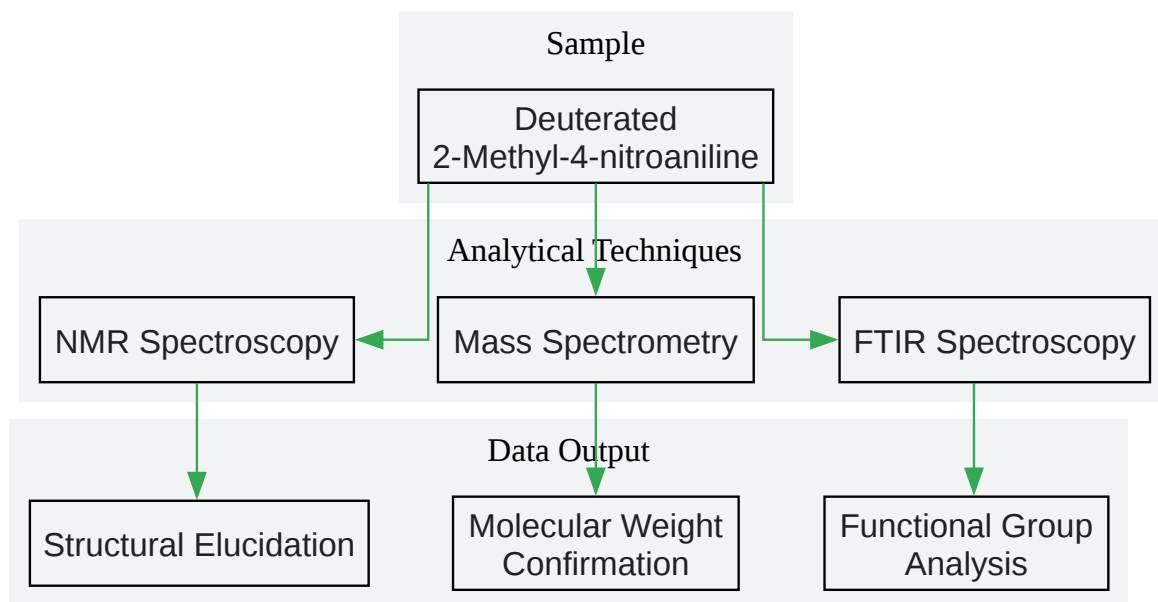 Sample
Deuterated
2-Methyl-4-nitroaniline
Analytical Techniques
NMR Spectroscopy
Mass Spectrometry
FTIR Spectroscopy
Data Output
Structural Elucidation
Molecular Weight
Confirmation
Functional Group
Analysis